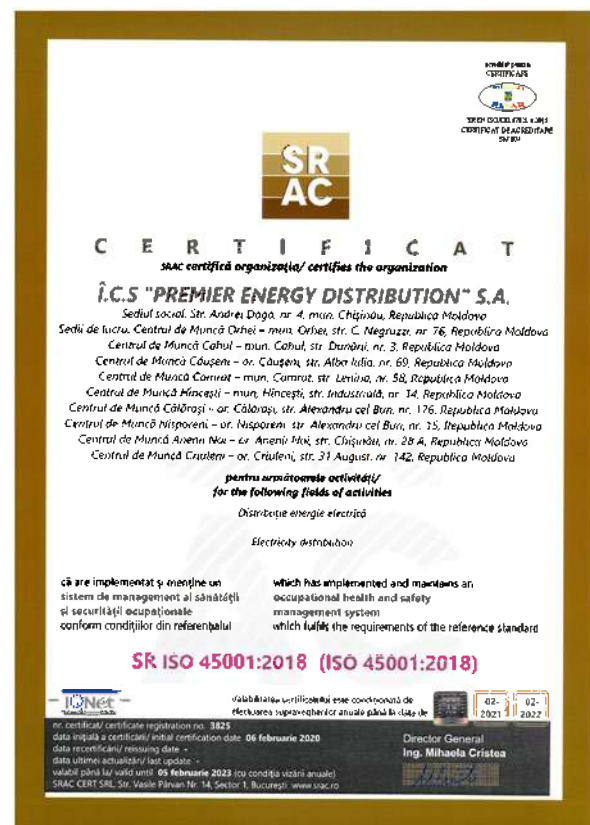 CERTIFICARE
CERTIFICAT DE ACREDITARE
SR
AC
CERTIFICAT
SRAC certifică organizația/ certifies the organization
Î.C.S "PREMIER ENERGY DISTRIBUTION" S.A.
Sediul social: Str. Andrei Doga, nr. 4, mun. Chișinău, Republica Moldova
Sedii de lucru: Centrul de Muncă Orhei – mun. Orhei, str. C. Negruzzi, nr. 76, Republica Moldova
Centrul de Muncă Cahul – mun. Cahul, str. Dunării, nr. 3, Republica Moldova
Centrul de Muncă Căușeni – or. Căușeni, str. Alba Iulia, nr. 69, Republica Moldova
Centrul de Muncă Comrat – mun. Comrat, str. Lenina, nr. 58, Republica Moldova
Centrul de Muncă Hîncești – mun. Hîncești, str. Industrială, nr. 14, Republica Moldova
Centrul de Muncă Călărași – or. Călărași, str. Alexandru cel Bun, nr. 176, Republica Moldova
Centrul de Muncă Nisporeni – or. Nisporeni, str. Alexandru cel Bun, nr. 15, Republica Moldova
Centrul de Muncă Anenii Noi – or. Anenii Noi, str. Chișinău, nr. 28 A, Republica Moldova
Centrul de Muncă Criuleni – or. Criuleni, str. 31 August, nr. 142, Republica Moldova
pentru următoarele activități/
for the following fields of activities
Distribuție energie electrică
Electricity distribution
că are implementat și menține un
sistem de management al sănătății
și securității ocupaționale
conform condițiilor din referențialul
which has implemented and maintains an
occupational health and safety
management system
which fulfils the requirements of the reference standard
SR ISO 45001:2018 (ISO 45001:2018)
IQNet
Valabilitatea certificatului este condiționată de
efectuarea supravegherilor anuale până la data de
02-2021
02-2022
nr. certificat/ certificate registration no. 3825
data inițială a certificării/ initial certification date 06 februarie 2020
data recertificării/ reissuing date -
data ultimei actualizări/ last update -
valabil până la/ valid until 05 februarie 2023 (cu condiția vizării anuale)
SRAC CERT SRL, Str. Vasile Pârvan Nr. 14, Sector 1, București www.srac.ro
Director General
Ing. Mihaela Cristea